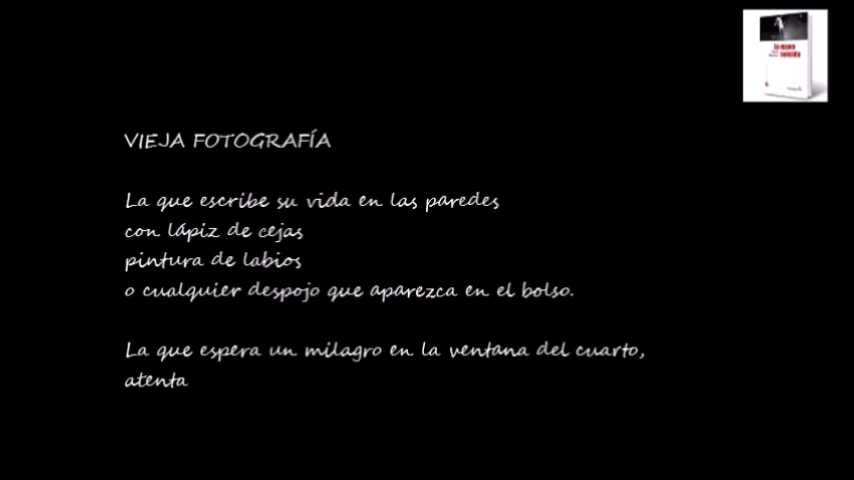 VIEJA FOTOGRAFÍA
La que escribe su vida en las paredes
con lápiz de cejas
pintura de labios
o cualquier despojo que aparezca en el bolso.
La que espera un milagro en la ventana del cuarto,
atenta